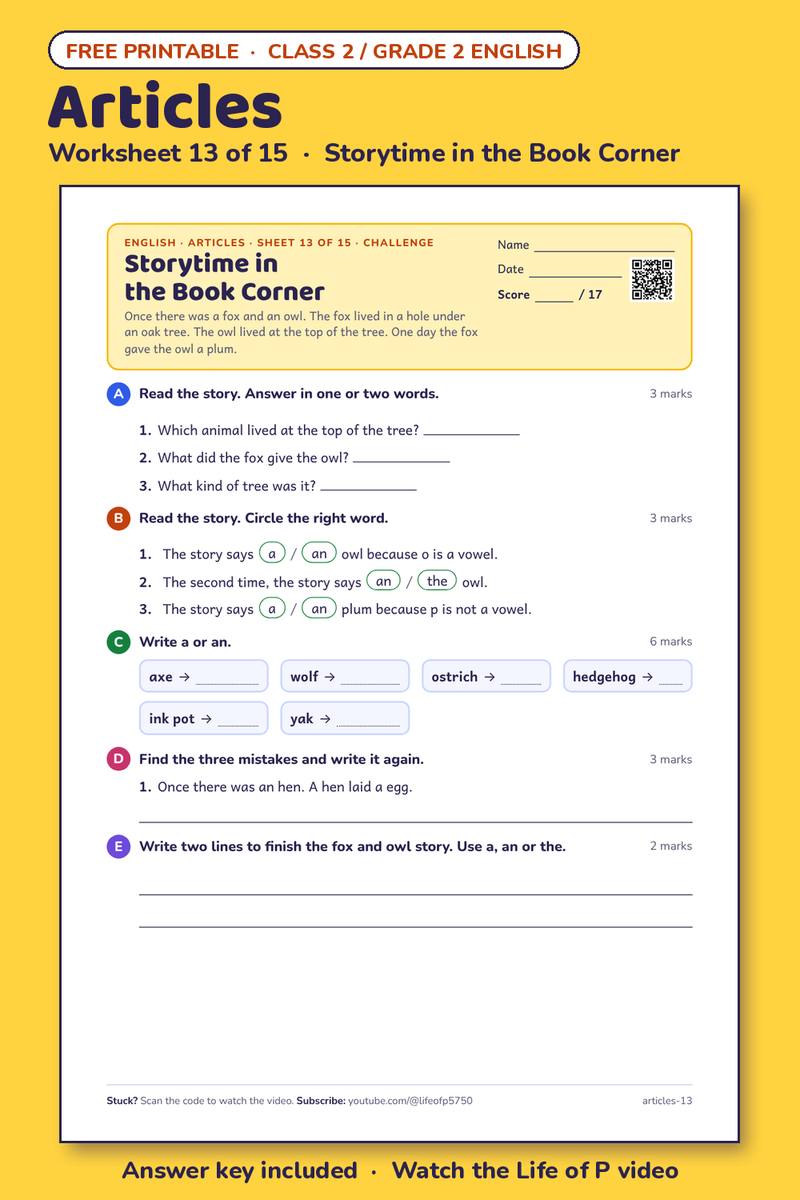 FREE PRINTABLE · CLASS 2 / GRADE 2 ENGLISH
Articles
Worksheet 13 of 15 · Storytime in the Book Corner
ENGLISH · ARTICLES · SHEET 13 OF 15 · CHALLENGE
Storytime in
the Book Corner
Once there was a fox and an owl. The fox lived in a hole under
an oak tree. The owl lived at the top of the tree. One day the fox
gave the owl a plum.
Name
Date
Score / 17
A Read the story. Answer in one or two words. 3 marks
1. Which animal lived at the top of the tree?
2. What did the fox give the owl?
3. What kind of tree was it?
B Read the story. Circle the right word. 3 marks
1. The story says a / an owl because o is a vowel.
2. The second time, the story says an / the owl.
3. The story says a / an plum because p is not a vowel.
C Write a or an. 6 marks
axe → wolf → ostrich → hedgehog →
ink pot → yak →
D Find the three mistakes and write it again. 3 marks
1. Once there was an hen. A hen laid a egg.
E Write two lines to finish the fox and owl story. Use a, an or the. 2 marks
Stuck? Scan the code to watch the video. Subscribe: youtube.com/@lifeofp5750 articles-13
Answer key included · Watch the Life of P video